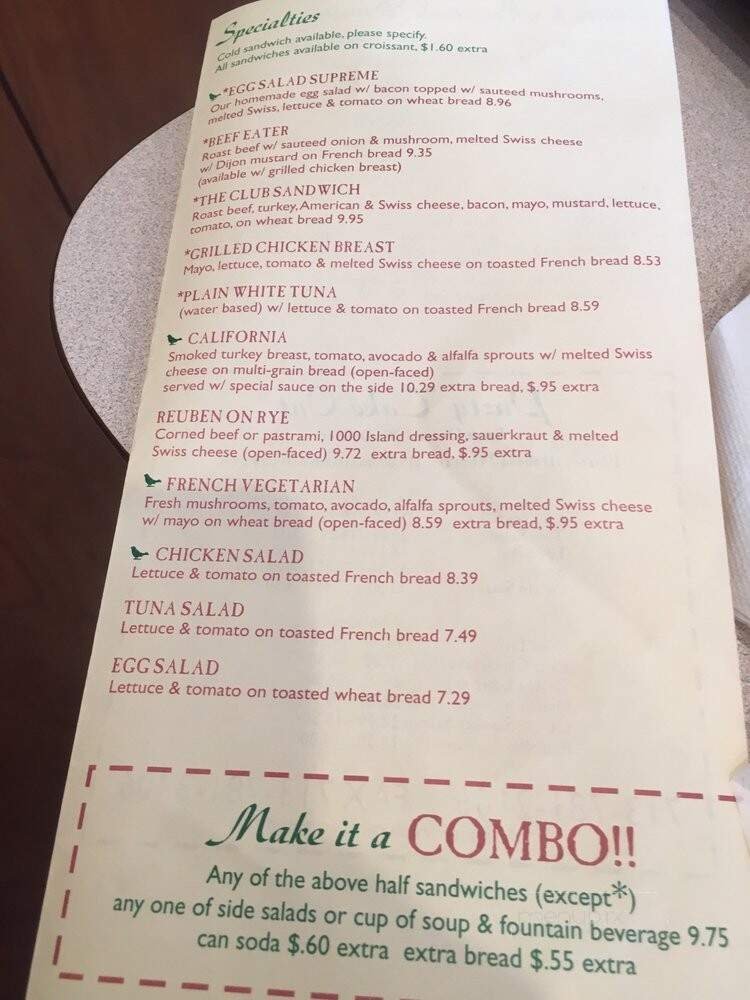 Specialties
Cold sandwich available, please specify.
All sandwiches available on croissant, $1.60 extra
*EGG SALAD SUPREME
Our homemade egg salad w/ bacon topped w/ sauteed mushrooms,
melted Swiss, lettuce & tomato on wheat bread 8.96
*BEEF EATER
Roast beef w/ sauteed onion & mushroom, melted Swiss cheese
w/ Dijon mustard on French bread 9.35
(available w/ grilled chicken breast)
*THE CLUB SANDWICH
Roast beef, turkey, American & Swiss cheese, bacon, mayo, mustard, lettuce,
tomato, on wheat bread 9.95
*GRILLED CHICKEN BREAST
Mayo, lettuce, tomato & melted Swiss cheese on toasted French bread 8.53
*PLAIN WHITE TUNA
(water based) w/ lettuce & tomato on toasted French bread 8.59
CALIFORNIA
Smoked turkey breast, tomato, avocado & alfalfa sprouts w/ melted Swiss
cheese on multi-grain bread (open-faced)
served w/ special sauce on the side 10.29 extra bread, $.95 extra
REUBEN ON RYE
Corned beef or pastrami, 1000 Island dressing, sauerkraut & melted
Swiss cheese (open-faced) 9.72 extra bread, $.95 extra
FRENCH VEGETARIAN
Fresh mushrooms, tomato, avocado, alfalfa sprouts, melted Swiss cheese
w/ mayo on wheat bread (open-faced) 8.59 extra bread, $.95 extra
CHICKEN SALAD
Lettuce & tomato on toasted French bread 8.39
TUNA SALAD
Lettuce & tomato on toasted French bread 7.49
EGG SALAD
Lettuce & tomato on toasted wheat bread 7.29
Make it a COMBO!!
Any of the above half sandwiches (except*)
any one of side salads or cup of soup & fountain beverage 9.75
can soda $.60 extra extra bread $.55 extra